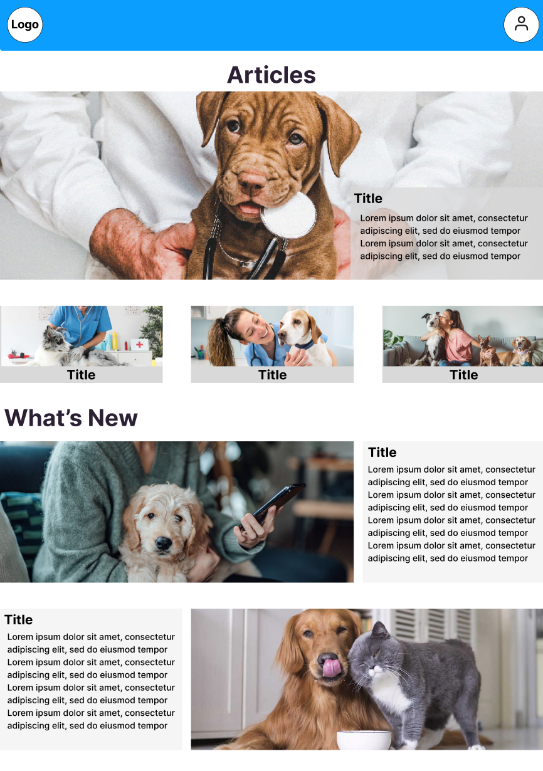 Logo
Articles
Title
Lorem ipsum dolor sit amet, consectetur
adipiscing elit, sed do eiusmod tempor
Lorem ipsum dolor sit amet, consectetur
adipiscing elit, sed do eiusmod tempor
Title
Title
Title
What's New
Title
Lorem ipsum dolor sit amet, consectetur
adipiscing elit, sed do eiusmod tempor
Lorem ipsum dolor sit amet, consectetur
adipiscing elit, sed do eiusmod tempor
Lorem ipsum dolor sit amet, consectetur
adipiscing elit, sed do eiusmod tempor
Lorem ipsum dolor sit amet, consectetur
adipiscing elit, sed do eiusmod tempor
Title
Lorem ipsum dolor sit amet, consectetur
adipiscing elit, sed do eiusmod tempor
Lorem ipsum dolor sit amet, consectetur
adipiscing elit, sed do eiusmod tempor
Lorem ipsum dolor sit amet, consectetur
adipiscing elit, sed do eiusmod tempor
Lorem ipsum dolor sit amet, consectetur
adipiscing elit, sed do eiusmod tempor